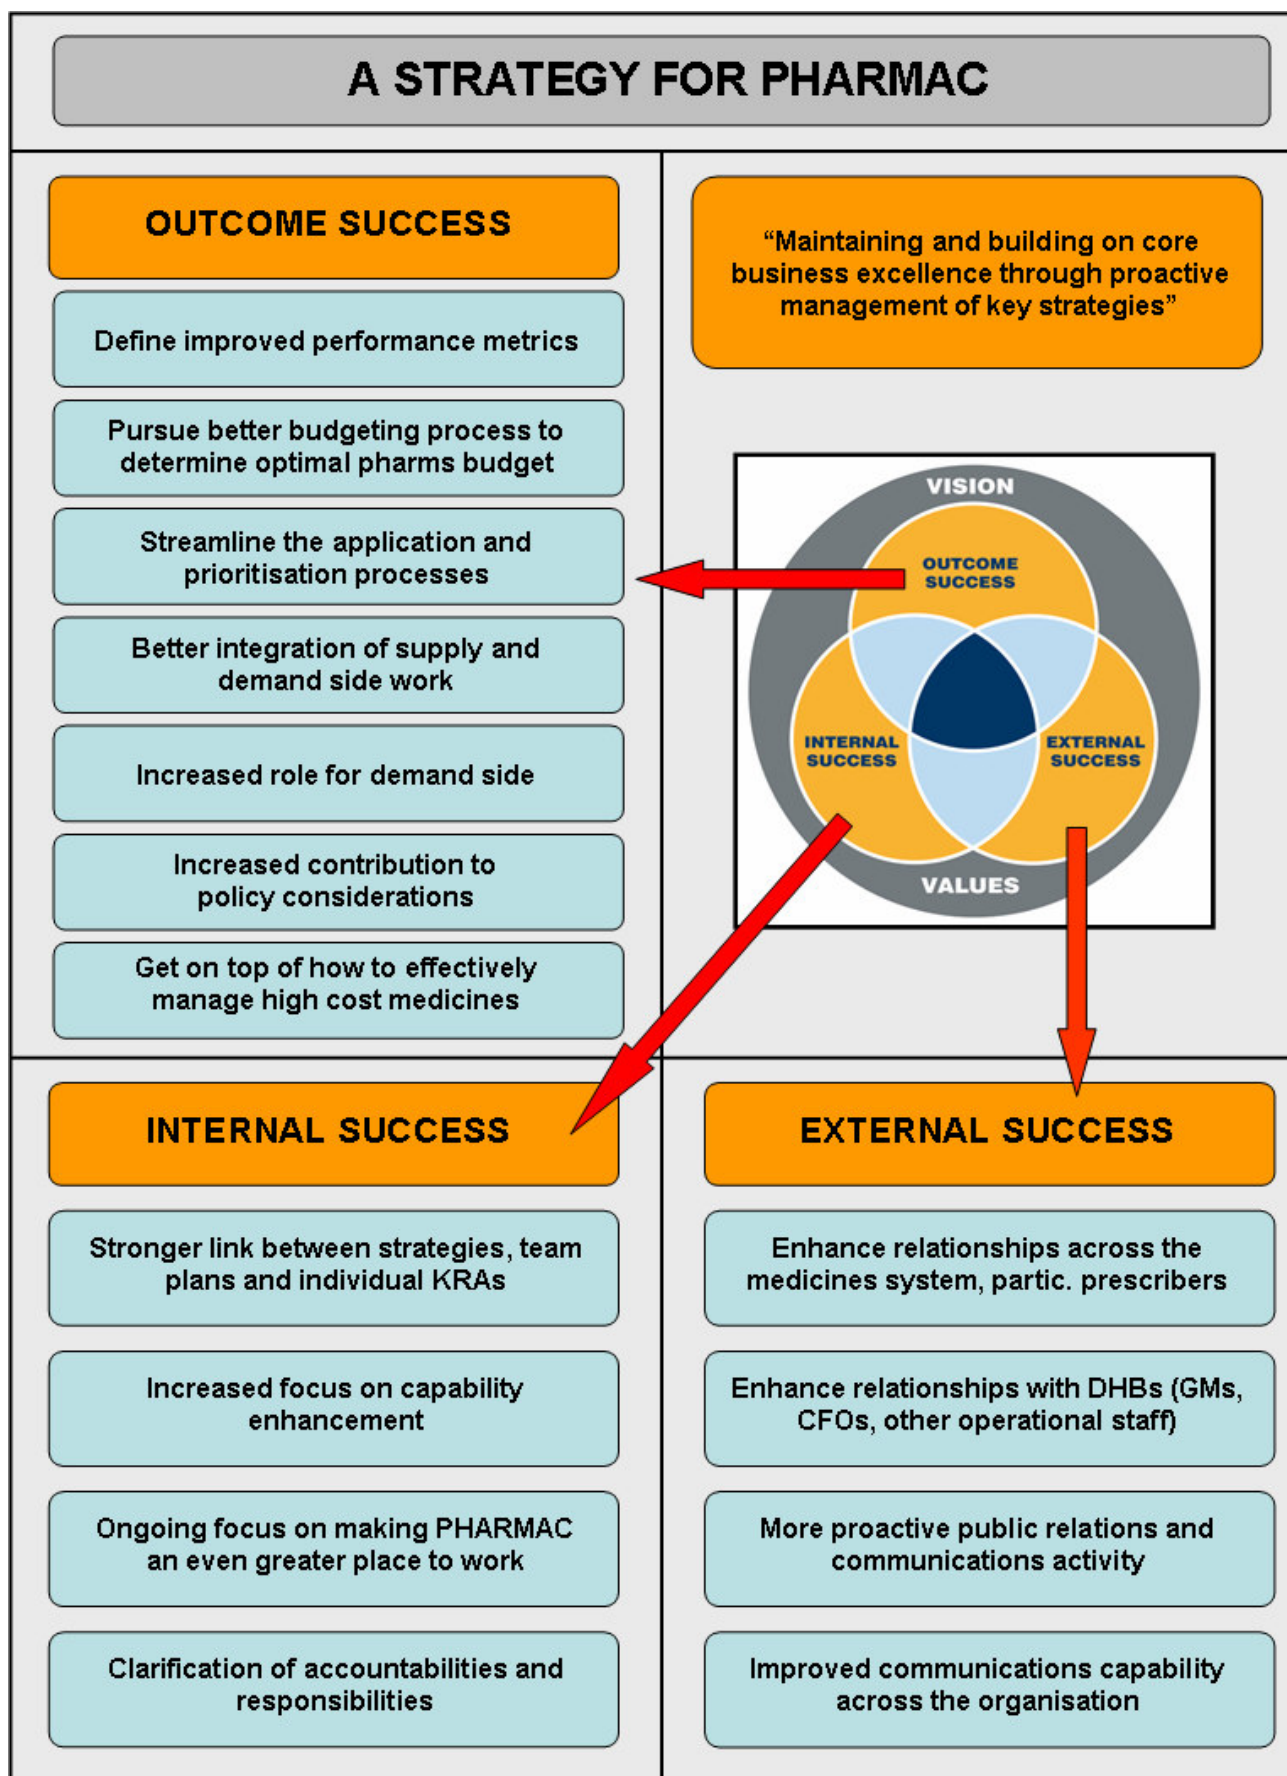 A STRATEGY FOR PHARMAC
OUTCOME SUCCESS
Define improved performance metrics
Pursue better budgeting process to
determine optimal pharms budget
Streamline the application and
prioritisation processes
Better integration of supply and
demand side work
Increased role for demand side
Increased contribution to
policy considerations
Get on top of how to effectively
manage high cost medicines
“Maintaining and building on core
business excellence through proactive
management of key strategies”
VISION
OUTCOME
SUCCESS
INTERNAL
SUCCESS
EXTERNAL
SUCCESS
VALUES
INTERNAL SUCCESS
Stronger link between strategies, team
plans and individual KRAs
Increased focus on capability
enhancement
Ongoing focus on making PHARMAC
an even greater place to work
Clarification of accountabilities and
responsibilities
EXTERNAL SUCCESS
Enhance relationships across the
medicines system, partic. prescribers
Enhance relationships with DHBs (GMs,
CFOs, other operational staff)
More proactive public relations and
communications activity
Improved communications capability
across the organisation